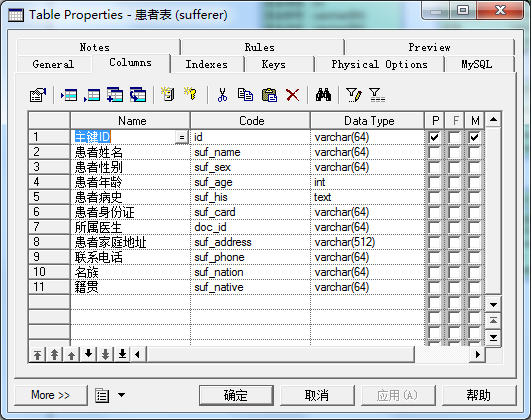 Table Properties - 患者表 (sufferer)
Notes Rules Preview
General Columns Indexes Keys Physical Options MySQL
Name Code Data Type P F M
1 主键ID = id varchar(64)
2 患者姓名 suf_name varchar(64)
3 患者性别 suf_sex varchar(64)
4 患者年龄 suf_age int
5 患者病史 suf_his text
6 患者身份证 suf_card varchar(64)
7 所属医生 doc_id varchar(64)
8 患者家庭地址 suf_address varchar(512)
9 联系电话 suf_phone varchar(64)
10 名族 suf_nation varchar(64)
11 籍贯 suf_native varchar(64)
More >> 确定 取消 应用(A) 帮助